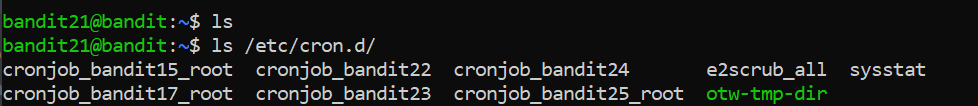 bandit21@bandit:~$ ls
bandit21@bandit:~$ ls /etc/cron.d/
cronjob_bandit15_root  cronjob_bandit22  cronjob_bandit24       e2scrub_all  sysstat
cronjob_bandit17_root  cronjob_bandit23  cronjob_bandit25_root  otw-tmp-dir